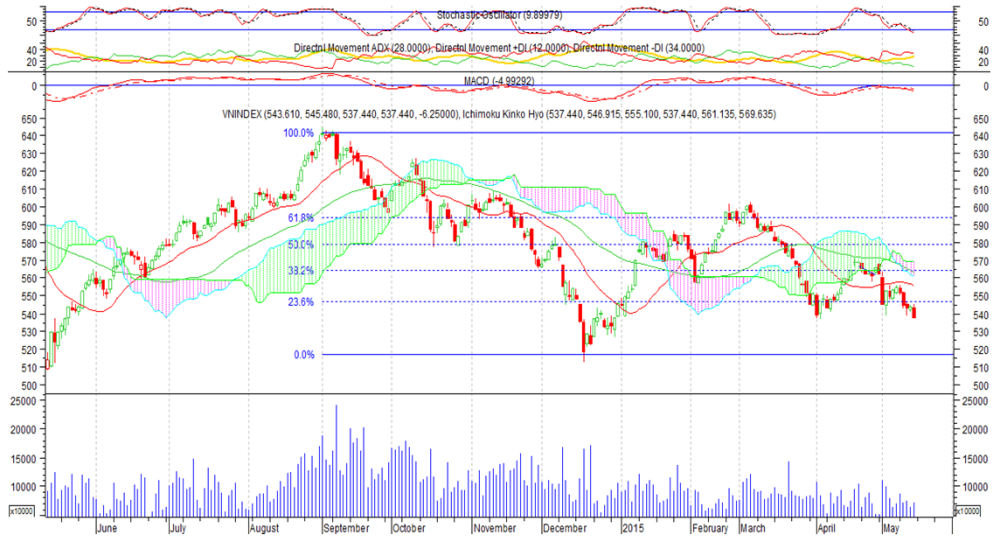 Stochastic Oscillator (9.89979)
50 50
Directnl Movement ADX (28.0000), Directnl Movement +DI (12.0000), Directnl Movement -DI (34.0000)
40 40
20 20
MACD (-4.99292)
0 0
VNINDEX (543.610, 545.480, 537.440, 537.440, -6.25000), Ichimoku Kinko Hyo (537.440, 546.915, 555.100, 537.440, 561.135, 569.635)
650 650
640 100.0% 640
630 630
620 620
610 610
600 600
590 61.8% 590
580 50.0% 580
570 570
560 38.2% 560
550 550
540 23.6% 540
530 530
520 0.0% 520
510 510
500 500
25000 25000
20000 20000
15000 15000
10000 10000
x10000 x10000
June July August September October November December 2015 February March April May